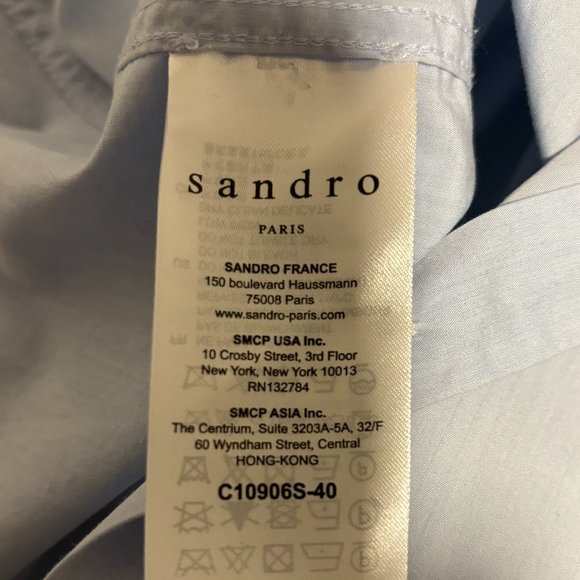 sandro
PARIS
SANDRO FRANCE
150 boulevard Haussmann
75008 Paris
www.sandro-paris.com
SMCP USA Inc.
10 Crosby Street, 3rd Floor
New York, New York 10013
RN132784
SMCP ASIA Inc.
The Centrium, Suite 3203A-5A, 32/F
60 Wyndham Street, Central
HONG-KONG
C10906S-40